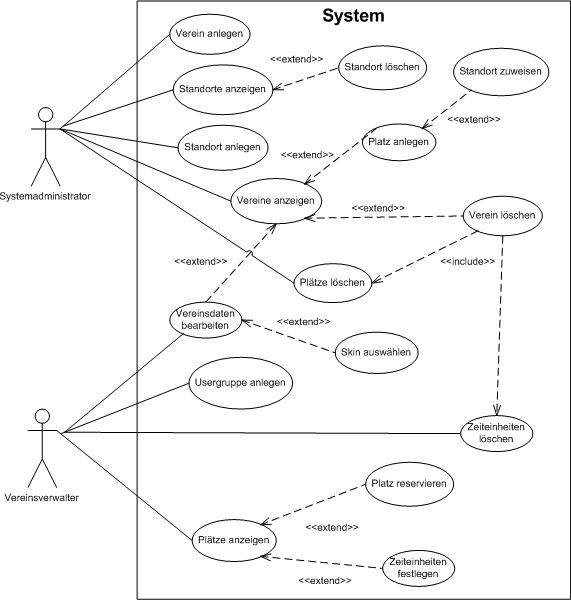 System
Verein anlegen
<<extend>>
Standort löschen
Standort zuweisen
Standorte anzeigen
<<extend>>
Platz anlegen
Standort anlegen
<<extend>>
Systemadministrator
Vereine anzeigen
<<extend>>
Verein löschen
<<extend>>
<<include>>
Plätze löschen
Vereinsdaten
bearbeiten
<<extend>>
Skin auswählen
Usergruppe anlegen
Zeiteinheiten
löschen
Vereinsverwalter
Platz reservieren
<<extend>>
Plätze anzeigen
Zeiteinheiten
festlegen
<<extend>>